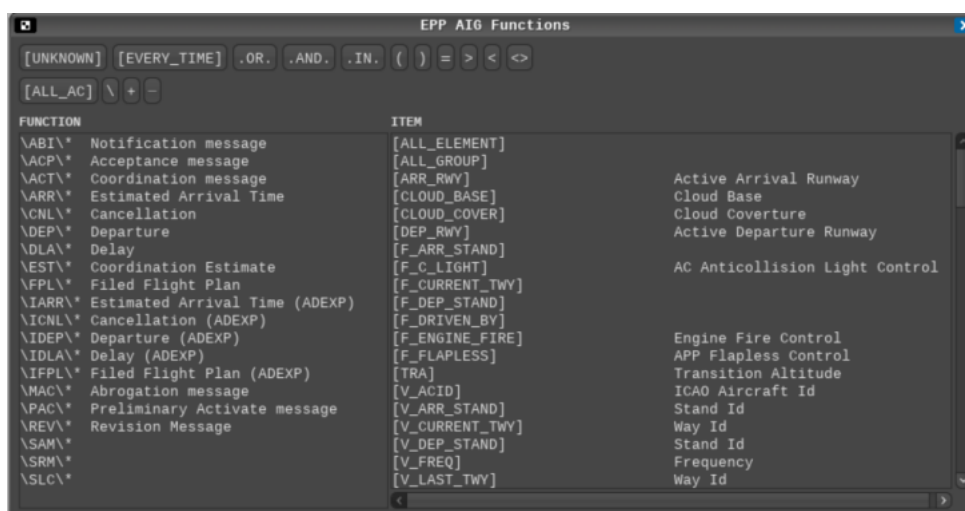 EPP AIG Functions
[UNKNOWN] [EVERY_TIME] .OR. .AND. .IN. ( ) = > < <>
[ALL_AC] \ + -
FUNCTION ITEM
\ABI\* Notification message [ALL_ELEMENT]
\ACP\* Acceptance message [ALL_GROUP]
\ACT\* Coordination message [ARR_RWY] Active Arrival Runway
\ARR\* Estimated Arrival Time [CLOUD_BASE] Cloud Base
\CNL\* Cancellation [CLOUD_COVER] Cloud Coverture
\DEP\* Departure [DEP_RWY] Active Departure Runway
\DLA\* Delay [F_ARR_STAND]
\EST\* Coordination Estimate [F_C_LIGHT] AC Anticollision Light Control
\FPL\* Filed Flight Plan [F_CURRENT_TWY]
\IARR\* Estimated Arrival Time (ADEXP) [F_DEP_STAND]
\ICNL\* Cancellation (ADEXP) [F_DRIVEN_BY]
\IDEP\* Departure (ADEXP) [F_ENGINE_FIRE] Engine Fire Control
\IDLA\* Delay (ADEXP) [F_FLAPLESS] APP Flapless Control
\IFPL\* Filed Flight Plan (ADEXP) [TRA] Transition Altitude
\MAC\* Abrogation message [V_ACID] ICAO Aircraft Id
\PAC\* Preliminary Activate message [V_ARR_STAND] Stand Id
\REV\* Revision Message [V_CURRENT_TWY] Way Id
\SAM\* [V_DEP_STAND] Stand Id
\SRM\* [V_FREQ] Frequency
\SLC\* [V_LAST_TWY] Way Id